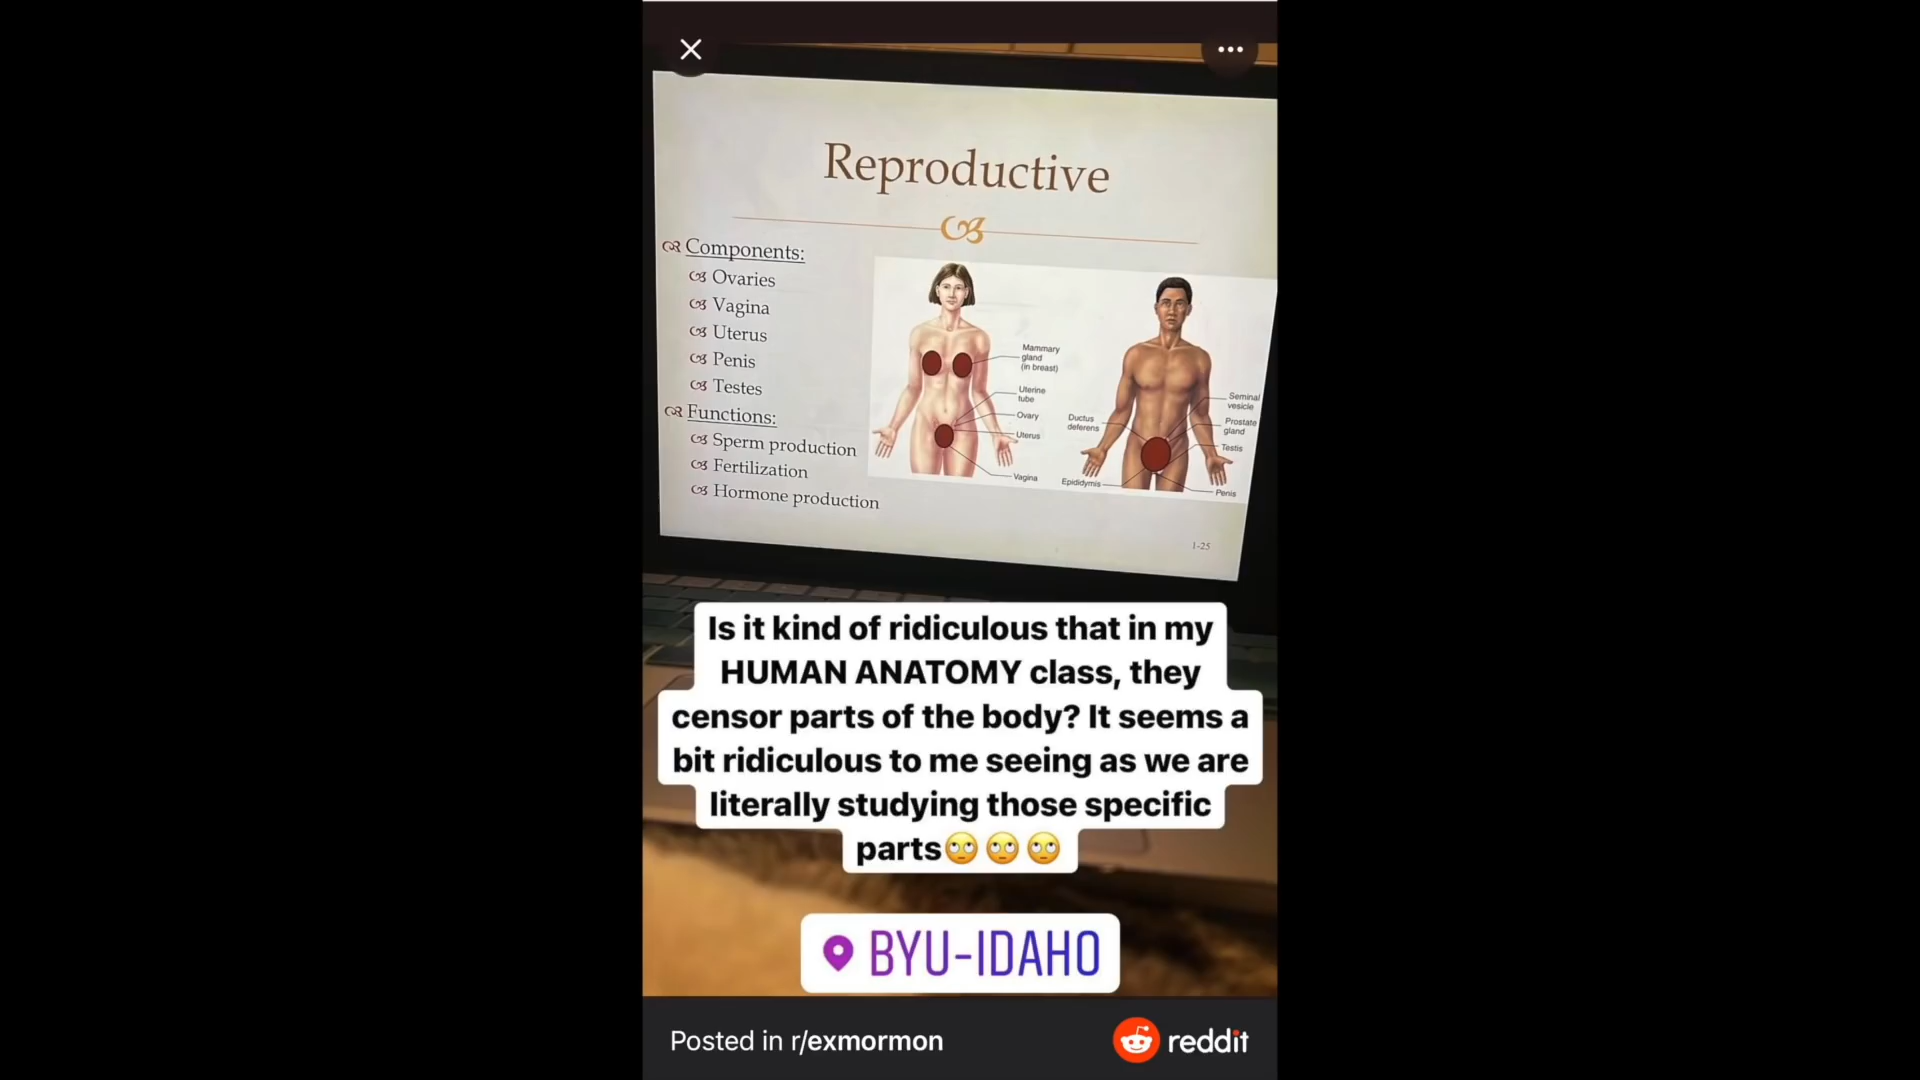 Reproductive
Components:
Ovaries
Vagina
Uterus
Penis
Testes
Functions:
Sperm production
Fertilization
Hormone production
Mammary
gland
(in breast)
Uterine
tube
Ovary
Uterus
Vagina
Ductus
deferens
Epididymis
Seminal
vesicle
Prostate
gland
Testis
Penis
1-25
Is it kind of ridiculous that in my
HUMAN ANATOMY class, they
censor parts of the body? It seems a
bit ridiculous to me seeing as we are
literally studying those specific
parts🙄🙄🙄
BYU-IDAHO
Posted in r/exmormon
reddit